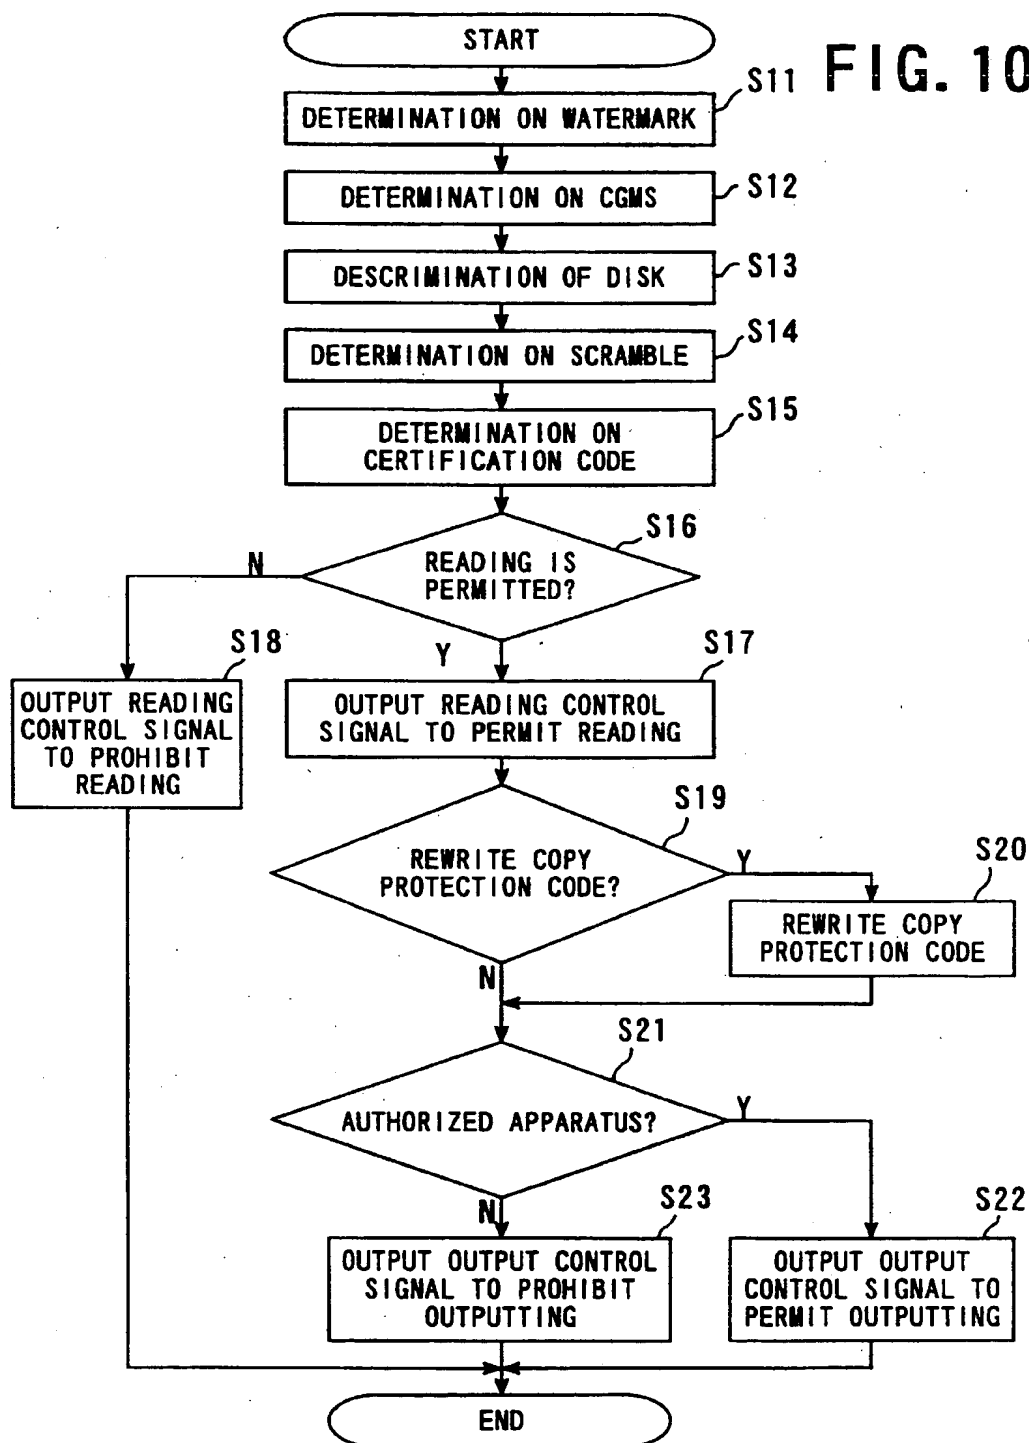 START
FIG. 10
S11
DETERMINATION ON WATERMARK
S12
DETERMINATION ON CGMS
S13
DESCRIMINATION OF DISK
S14
DETERMINATION ON SCRAMBLE
S15
DETERMINATION ON
CERTIFICATION CODE
S16
READING IS
PERMITTED?
N
Y
S18
OUTPUT READING
CONTROL SIGNAL
TO PROHIBIT
READING
S17
OUTPUT READING CONTROL
SIGNAL TO PERMIT READING
S19
REWRITE COPY
PROTECTION CODE?
Y
N
S20
REWRITE COPY
PROTECTION CODE
S21
AUTHORIZED APPARATUS?
Y
N
S23
OUTPUT OUTPUT CONTROL
SIGNAL TO PROHIBIT
OUTPUTTING
S22
OUTPUT OUTPUT
CONTROL SIGNAL TO
PERMIT OUTPUTTING
END